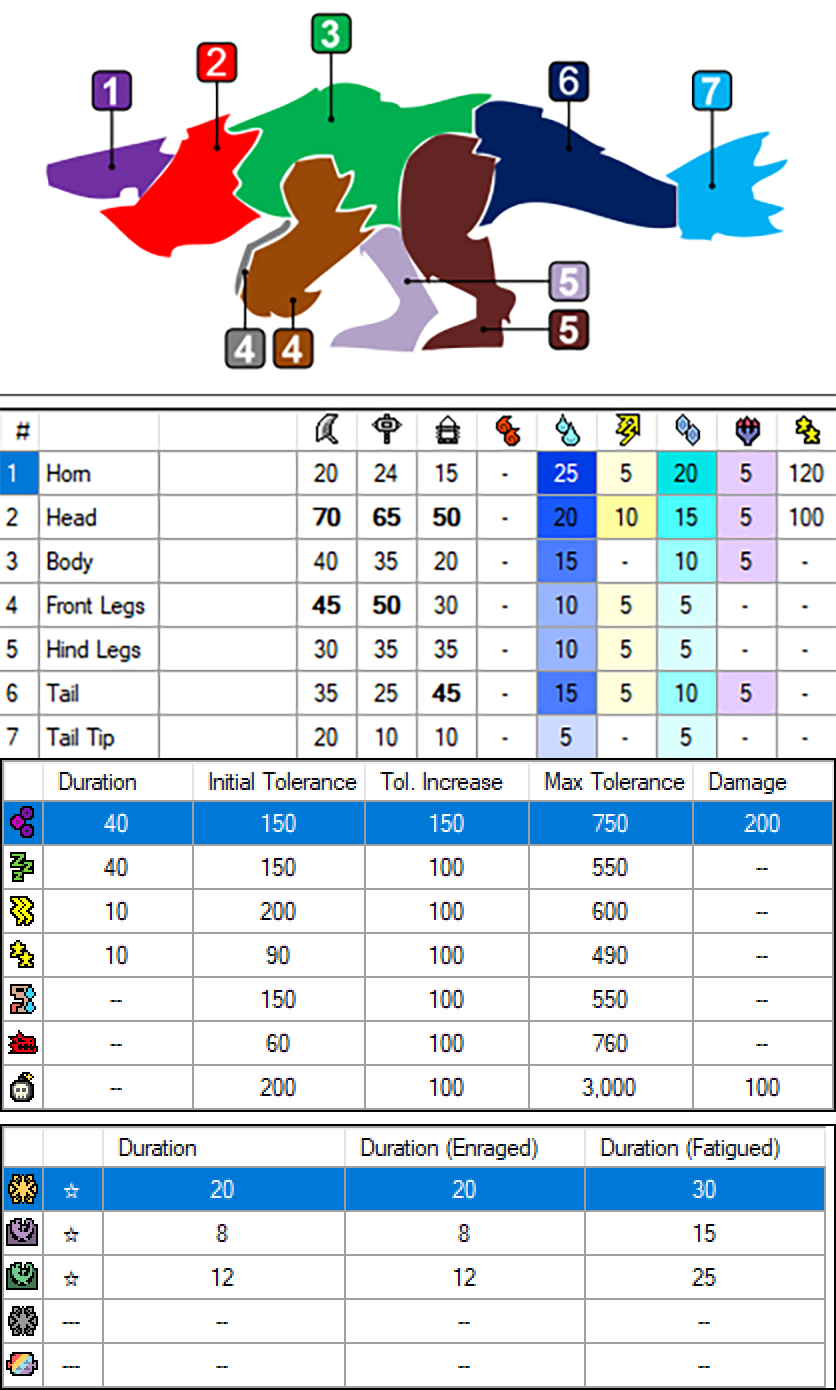 3
2
6
1
7
5
5
4 4
#
1 Horn 20 24 15 - 25 5 20 5 120
2 Head 70 65 50 - 20 10 15 5 100
3 Body 40 35 20 - 15 - 10 5 -
4 Front Legs 45 50 30 - 10 5 5 - -
5 Hind Legs 30 35 35 - 10 5 5 - -
6 Tail 35 25 45 - 15 5 10 5 -
7 Tail Tip 20 10 10 - 5 - 5 - -
Duration Initial Tolerance Tol. Increase Max Tolerance Damage
40 150 150 750 200
40 150 100 550 --
10 200 100 600 --
10 90 100 490 --
-- 150 100 550 --
-- 60 100 760 --
-- 200 100 3,000 100
Duration Duration (Enraged) Duration (Fatigued)
☆ 20 20 30
☆ 8 8 15
☆ 12 12 25
--- -- -- --
--- -- -- --